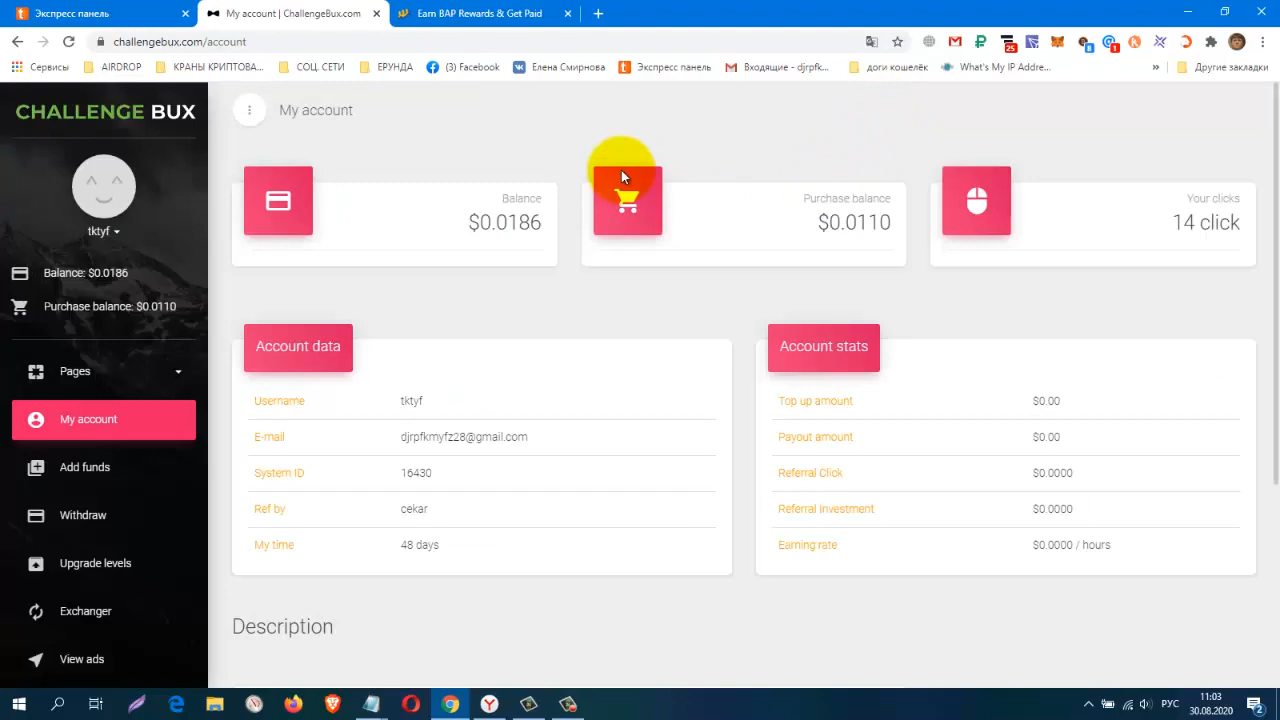 Экспресс панель
My account | ChallengeBux.com
Earn BAP Rewards & Get Paid
challengebux.com/account
25
8
1
Сервисы
AIRDROP
КРАНЫ КРИПТОВА...
СОЦ СЕТИ
ЕРУНДА
(3) Facebook
Елена Смирнова
Экспресс панель
Входящие - djrpfk...
доги кошелёк
What's My IP Addre...
»
Другие закладки
CHALLENGE BUX
tktyf
Balance: $0.0186
Purchase balance: $0.0110
Pages
My account
Add funds
Withdraw
Upgrade levels
Exchanger
View ads
My account
Balance
$0.0186
Purchase balance
$0.0110
Your clicks
14 click
Account data
Username tktyf
E-mail djrpfkmyfz28@gmail.com
System ID 16430
Ref by cekar
My time 48 days
Account stats
Top up amount $0.00
Payout amount $0.00
Referral Click $0.0000
Referral investment $0.0000
Earning rate $0.0000 / hours
Description
РУС
11:03
30.08.2020
2